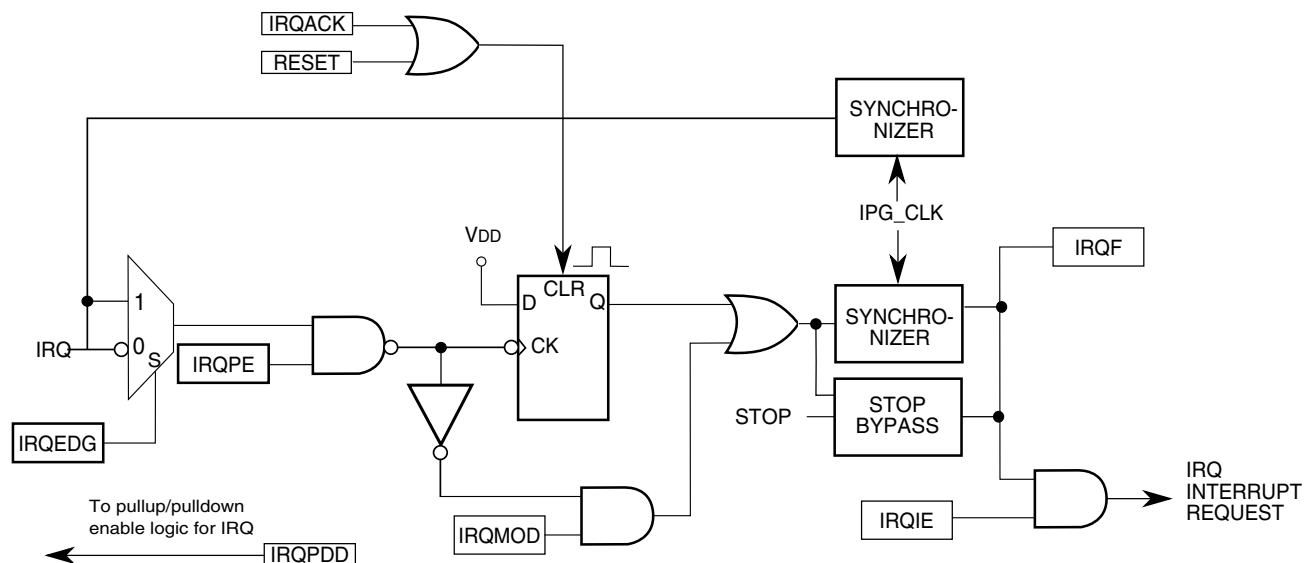 IRQACK
RESET
SYNCHRO-
NIZER
IPG_CLK
VDD
IRQF
CLR
D
Q
1
SYNCHRO-
NIZER
IRQ
0
S
CK
IRQPE
STOP
STOP
BYPASS
IRQEDG
IRQ
INTERRUPT
REQUEST
To pullup/pulldown
enable logic for IRQ
IRQIE
IRQMOD
IRQPDD